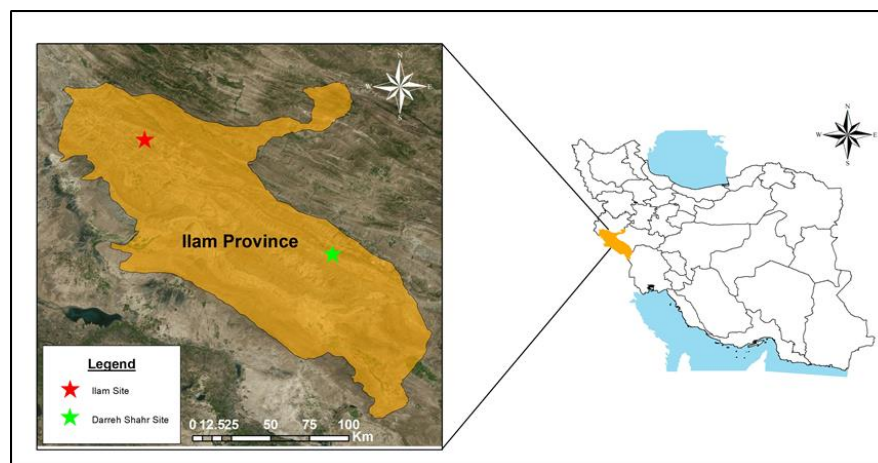 N
W E
S
Ilam Province
Legend
Ilam Site
Darreh Shahr Site
0 12.525 50 75 100
Km
N
W E
S